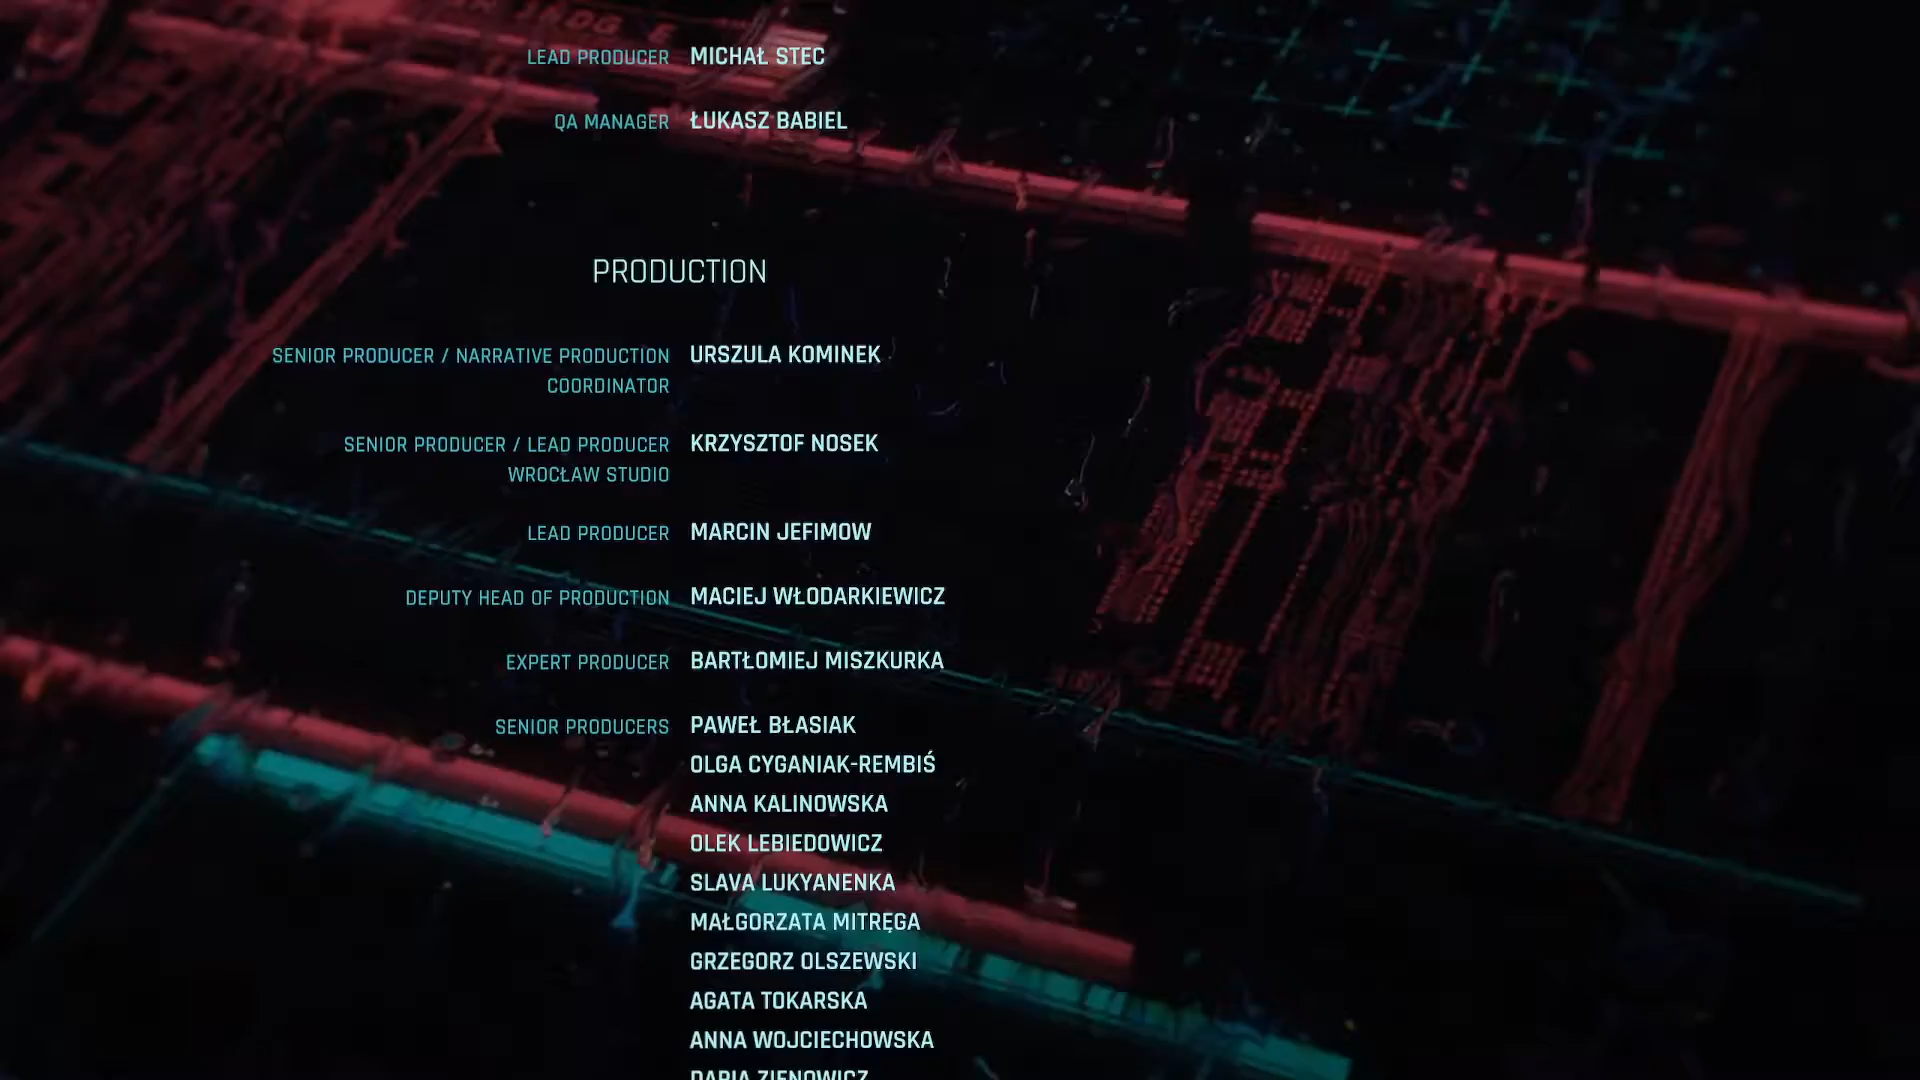 LEAD PRODUCER MICHAŁ STEC
QA MANAGER ŁUKASZ BABIEL
PRODUCTION
SENIOR PRODUCER / NARRATIVE PRODUCTION URSZULA KOMINEK
COORDINATOR
SENIOR PRODUCER / LEAD PRODUCER KRZYSZTOF NOSEK
WROCŁAW STUDIO
LEAD PRODUCER MARCIN JEFIMOW
DEPUTY HEAD OF PRODUCTION MACIEJ WŁODARKIEWICZ
EXPERT PRODUCER BARTŁOMIEJ MISZKURKA
SENIOR PRODUCERS PAWEŁ BŁASIAK
OLGA CYGANIAK-REMBIŚ
ANNA KALINOWSKA
OLEK LEBIEDOWICZ
SLAVA LUKYANENKA
MAŁGORZATA MITRĘGA
GRZEGORZ OLSZEWSKI
AGATA TOKARSKA
ANNA WOJCIECHOWSKA
DARIA ZIENOWICZ